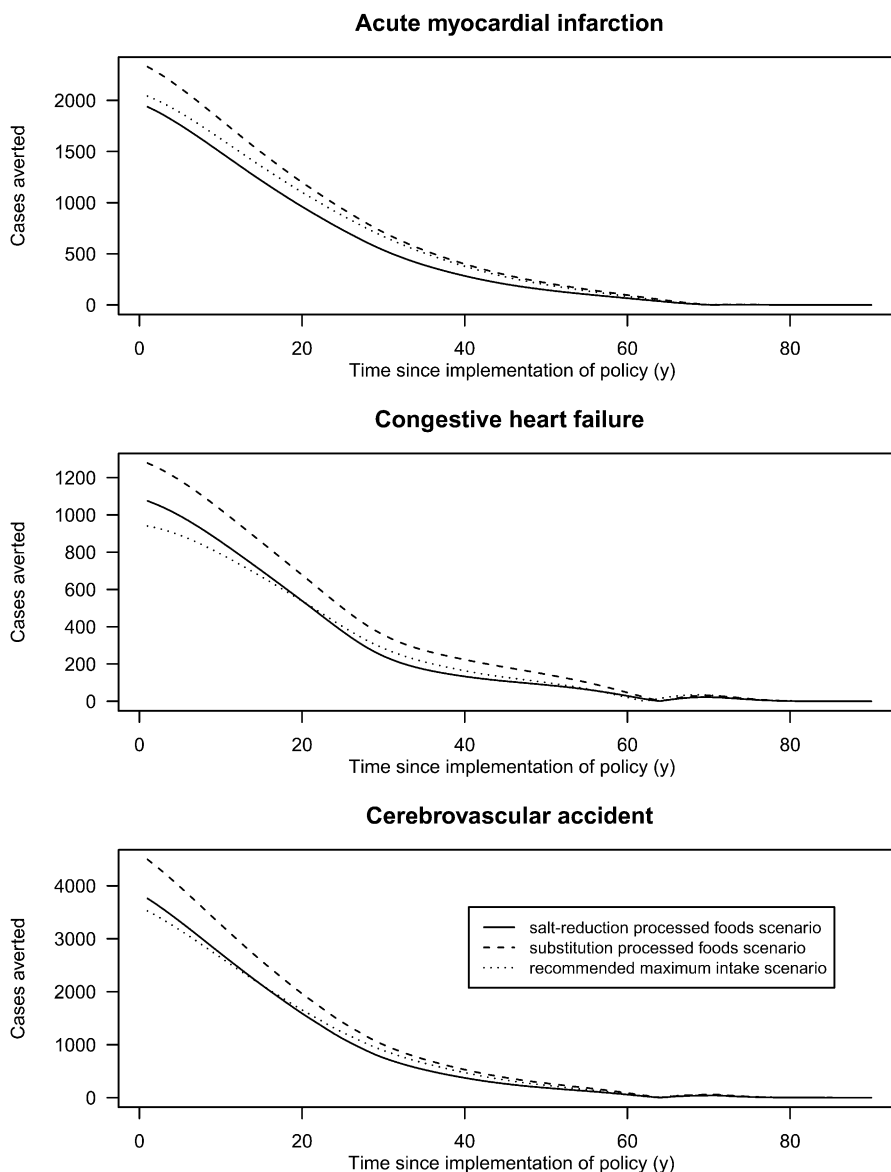 Acute myocardial infarction
Cases averted
2000
1500
1000
500
0
0 20 40 60 80
Time since implementation of policy (y)
Congestive heart failure
Cases averted
1200
1000
800
600
400
200
0
0 20 40 60 80
Time since implementation of policy (y)
Cerebrovascular accident
Cases averted
4000
3000
2000
1000
0
salt-reduction processed foods scenario
substitution processed foods scenario
recommended maximum intake scenario
0 20 40 60 80
Time since implementation of policy (y)